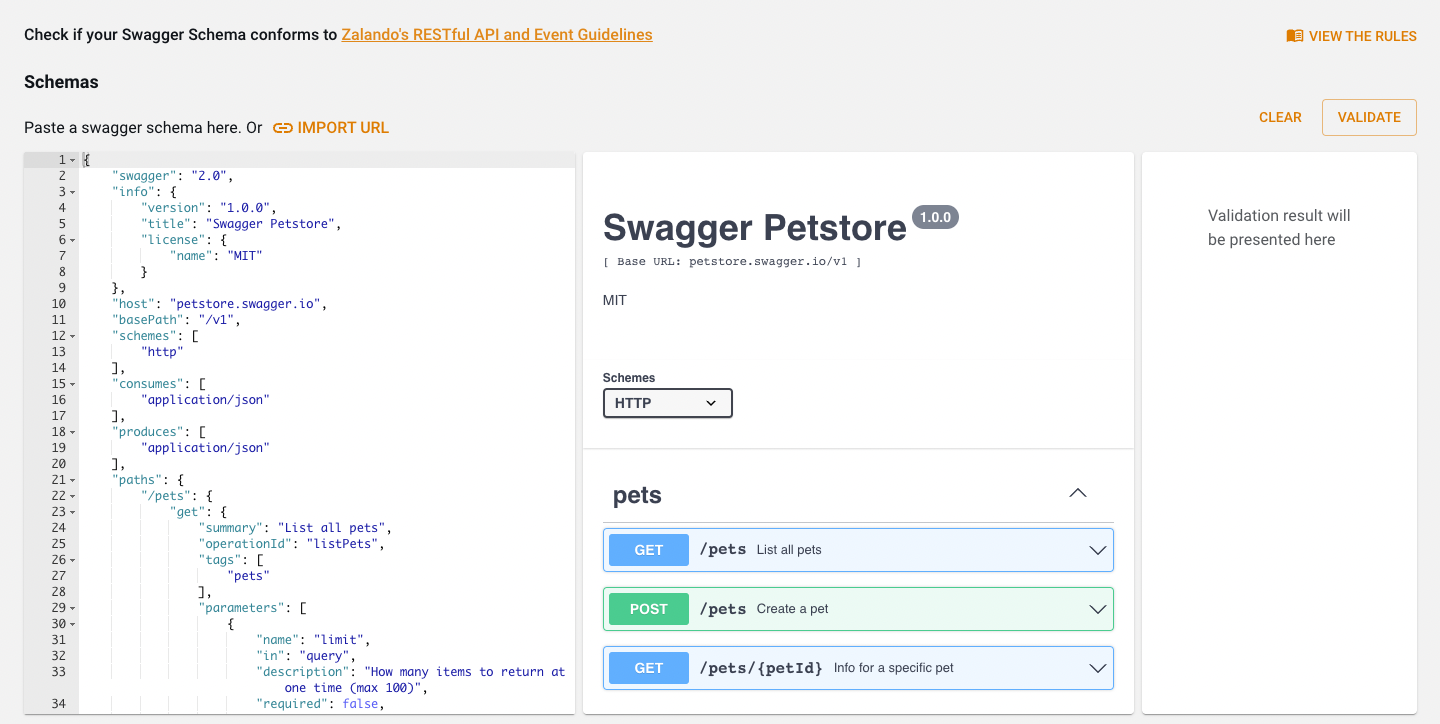 Check if your Swagger Schema conforms to Zalando's RESTful API and Event Guidelines
VIEW THE RULES
Schemas
Paste a swagger schema here. Or IMPORT URL
CLEAR
VALIDATE
1 {
2 "swagger": "2.0",
3 "info": {
4 "version": "1.0.0",
5 "title": "Swagger Petstore",
6 "license": {
7 "name": "MIT"
8 }
9 },
10 "host": "petstore.swagger.io",
11 "basePath": "/v1",
12 "schemes": [
13 "http"
14 ],
15 "consumes": [
16 "application/json"
17 ],
18 "produces": [
19 "application/json"
20 ],
21 "paths": {
22 "/pets": {
23 "get": {
24 "summary": "List all pets",
25 "operationId": "listPets",
26 "tags": [
27 "pets"
28 ],
29 "parameters": [
30 {
31 "name": "limit",
32 "in": "query",
33 "description": "How many items to return at
one time (max 100)",
34 "required": false,
Swagger Petstore 1.0.0
[ Base URL: petstore.swagger.io/v1 ]
MIT
Schemes
HTTP
pets
GET /pets List all pets
POST /pets Create a pet
GET /pets/{petId} Info for a specific pet
Validation result will
be presented here